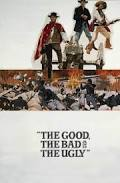 "THE GOOD,
THE BAD AND
THE UGLY"